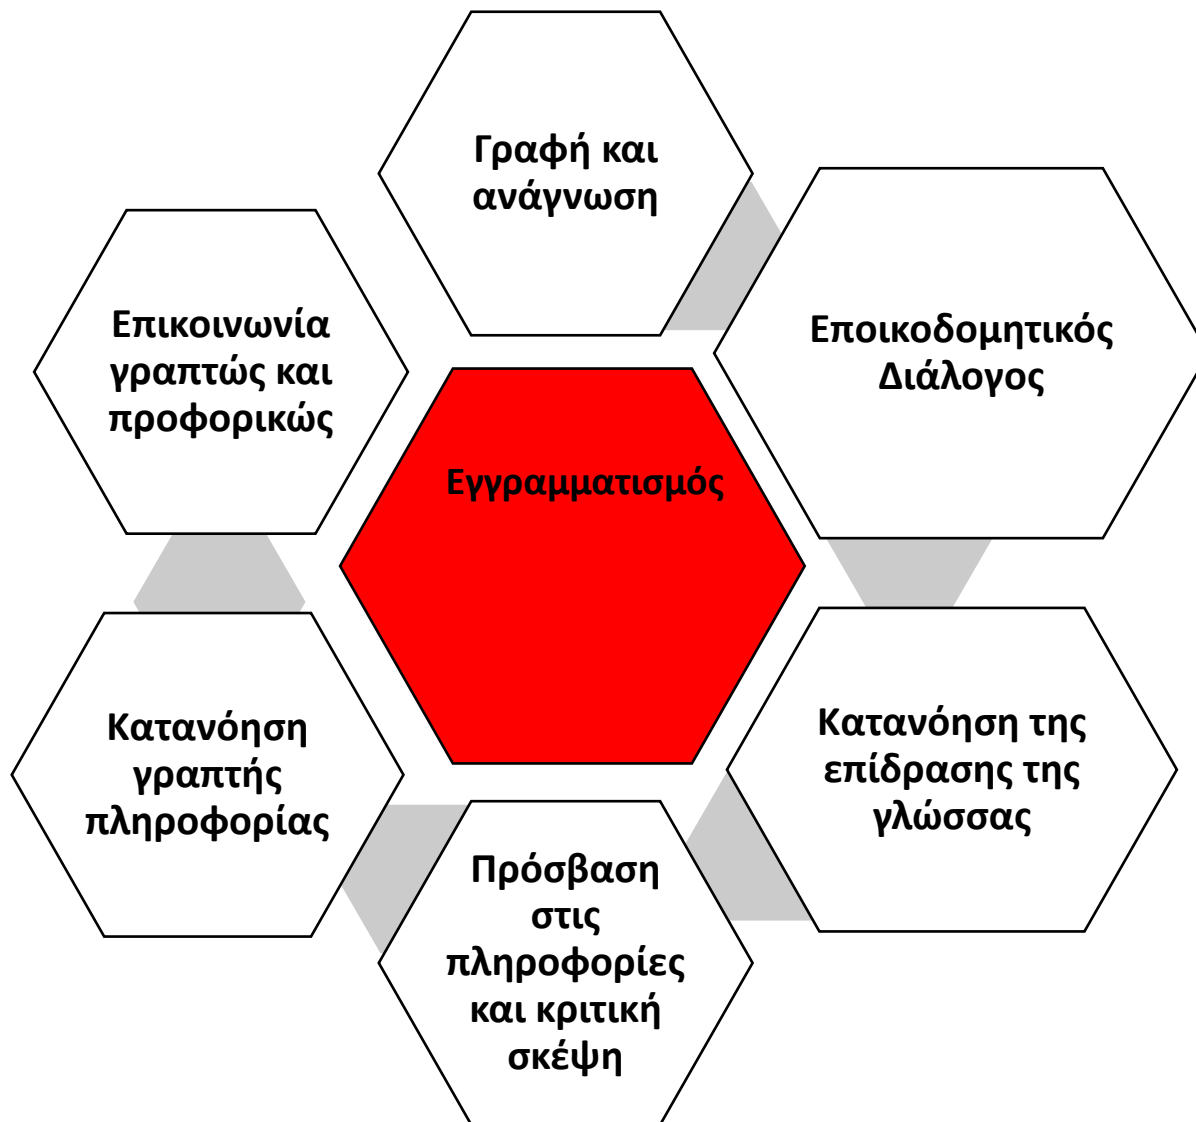 Γραφή και
ανάγνωση
Εποικοδομητικός
Διάλογος
Κατανόηση της
επίδρασης της
γλώσσας
Πρόσβαση
στις
πληροφορίες
και κριτική
σκέψη
Κατανόηση
γραπτής
πληροφορίας
Επικοινωνία
γραπτώς και
προφορικώς
Εγγραμματισμός